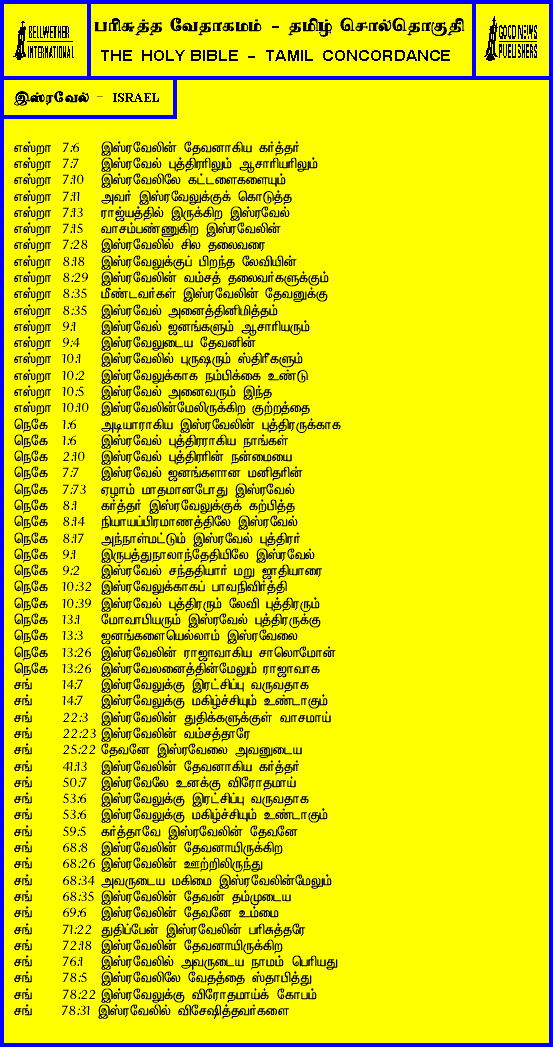 BELLWETHER
INTERNATIONAL
பரிசுத்த வேதாகமம் - தமிழ் சொல்தொகுதி
THE HOLY BIBLE - TAMIL CONCORDANCE
GOOD NEWS
PUBLISHERS
இஸ்ரவேல் - ISRAEL
எஸ்றா 7:6 இஸ்ரவேலின் தேவனாகிய கர்த்தர்
எஸ்றா 7:7 இஸ்ரவேல் புத்திரரிலும் ஆசாரியரிலும்
எஸ்றா 7:10 இஸ்ரவேலிலே கட்டளைகளையும்
எஸ்றா 7:11 அவர் இஸ்ரவேலுக்குக் கொடுத்த
எஸ்றா 7:13 ராஜ்யத்தில் இருக்கிற இஸ்ரவேல்
எஸ்றா 7:15 வாசம்பண்ணுகிற இஸ்ரவேலின்
எஸ்றா 7:28 இஸ்ரவேலில் சில தலைவரை
எஸ்றா 8:18 இஸ்ரவேலுக்குப் பிறந்த லேவியின்
எஸ்றா 8:29 இஸ்ரவேலின் வம்சத் தலைவர்களுக்கும்
எஸ்றா 8:35 மீண்டவர்கள் இஸ்ரவேலின் தேவனுக்கு
எஸ்றா 8:35 இஸ்ரவேல் அனைத்தினிமித்தம்
எஸ்றா 9:1 இஸ்ரவேல் ஜனங்களும் ஆசாரியரும்
எஸ்றா 9:4 இஸ்ரவேலுடைய தேவனின்
எஸ்றா 10:1 இஸ்ரவேலில் புருஷரும் ஸ்திரீகளும்
எஸ்றா 10:2 இஸ்ரவேலுக்காக நம்பிக்கை உண்டு
எஸ்றா 10:5 இஸ்ரவேல் அனைவரும் இந்த
எஸ்றா 10:10 இஸ்ரவேலின்மேலிருக்கிற குற்றத்தை
நெகே 1:6 அடியாராகிய இஸ்ரவேலின் புத்திரருக்காக
நெகே 1:6 இஸ்ரவேல் புத்திரராகிய நாங்கள்
நெகே 2:10 இஸ்ரவேல் புத்திரரின் நன்மையை
நெகே 7:7 இஸ்ரவேல் ஜனங்களான மனிதரின்
நெகே 7:73 ஏழாம் மாதமானபோது இஸ்ரவேல்
நெகே 8:1 கர்த்தர் இஸ்ரவேலுக்குக் கற்பித்த
நெகே 8:14 நியாயப்பிரமாணத்திலே இஸ்ரவேல்
நெகே 8:17 அந்நாள்மட்டும் இஸ்ரவேல் புத்திரர்
நெகே 9:1 இருபத்துநாலாந்தேதியிலே இஸ்ரவேல்
நெகே 9:2 இஸ்ரவேல் சந்ததியார் மறு ஜாதியாரை
நெகே 10:32 இஸ்ரவேலுக்காகப் பாவநிவிர்த்தி
நெகே 10:39 இஸ்ரவேல் புத்திரரும் லேவி புத்திரரும்
நெகே 13:1 மோவாபியரும் இஸ்ரவேல் புத்திரருக்கு
நெகே 13:3 ஜனங்களையெல்லாம் இஸ்ரவேலை
நெகே 13:26 இஸ்ரவேலின் ராஜாவாகிய சாலொமோன்
நெகே 13:26 இஸ்ரவேலனைத்தின்மேலும் ராஜாவாக
சங் 14:7 இஸ்ரவேலுக்கு இரட்சிப்பு வருவதாக
சங் 14:7 இஸ்ரவேலுக்கு மகிழ்ச்சியும் உண்டாகும்
சங் 22:3 இஸ்ரவேலின் துதிக்களுக்குள் வாசமாய்
சங் 22:23 இஸ்ரவேலின் வம்சத்தாரே
சங் 25:22 தேவனே இஸ்ரவேலை அவனுடைய
சங் 41:13 இஸ்ரவேலின் தேவனாகிய கர்த்தர்
சங் 50:7 இஸ்ரவேலே உனக்கு விரோதமாய்
சங் 53:6 இஸ்ரவேலுக்கு இரட்சிப்பு வருவதாக
சங் 53:6 இஸ்ரவேலுக்கு மகிழ்ச்சியும் உண்டாகும்
சங் 59:5 கர்த்தாவே இஸ்ரவேலின் தேவனே
சங் 68:8 இஸ்ரவேலின் தேவனாயிருக்கிற
சங் 68:26 இஸ்ரவேலின் ஊற்றிலிருந்து
சங் 68:34 அவருடைய மகிமை இஸ்ரவேலின்மேலும்
சங் 68:35 இஸ்ரவேலின் தேவன் தம்முடைய
சங் 69:6 இஸ்ரவேலின் தேவனே உம்மை
சங் 71:22 துதிப்பேன் இஸ்ரவேலின் பரிசுத்தரே
சங் 72:18 இஸ்ரவேலின் தேவனாயிருக்கிற
சங் 76:1 இஸ்ரவேலில் அவருடைய நாமம் பெரியது
சங் 78:5 இஸ்ரவேலிலே வேதத்தை ஸ்தாபித்து
சங் 78:22 இஸ்ரவேலுக்கு விரோதமாய்க் கோபம்
சங் 78:31 இஸ்ரவேலில் விசேஷித்தவர்களை